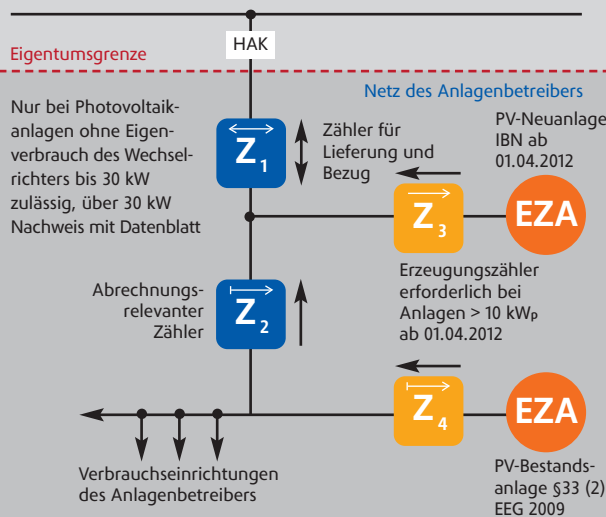 HAK
Eigentumsgrenze
Netz des Anlagenbetreibers
Nur bei Photovoltaik-
anlagen ohne Eigen-
verbrauch des Wechsel-
richters bis 30 kW
zulässig, über 30 kW
Nachweis mit Datenblatt
Z1
Zähler für
Lieferung und
Bezug
PV-Neuanlage
IBN ab
01.04.2012
Z3
EZA
Erzeugungszähler
erforderlich bei
Anlagen > 10 kWp
ab 01.04.2012
Abrechnungs-
relevanter
Zähler
Z2
Z4
EZA
Verbrauchseinrichtungen
des Anlagenbetreibers
PV-Bestands-
anlage §33 (2)
EEG 2009